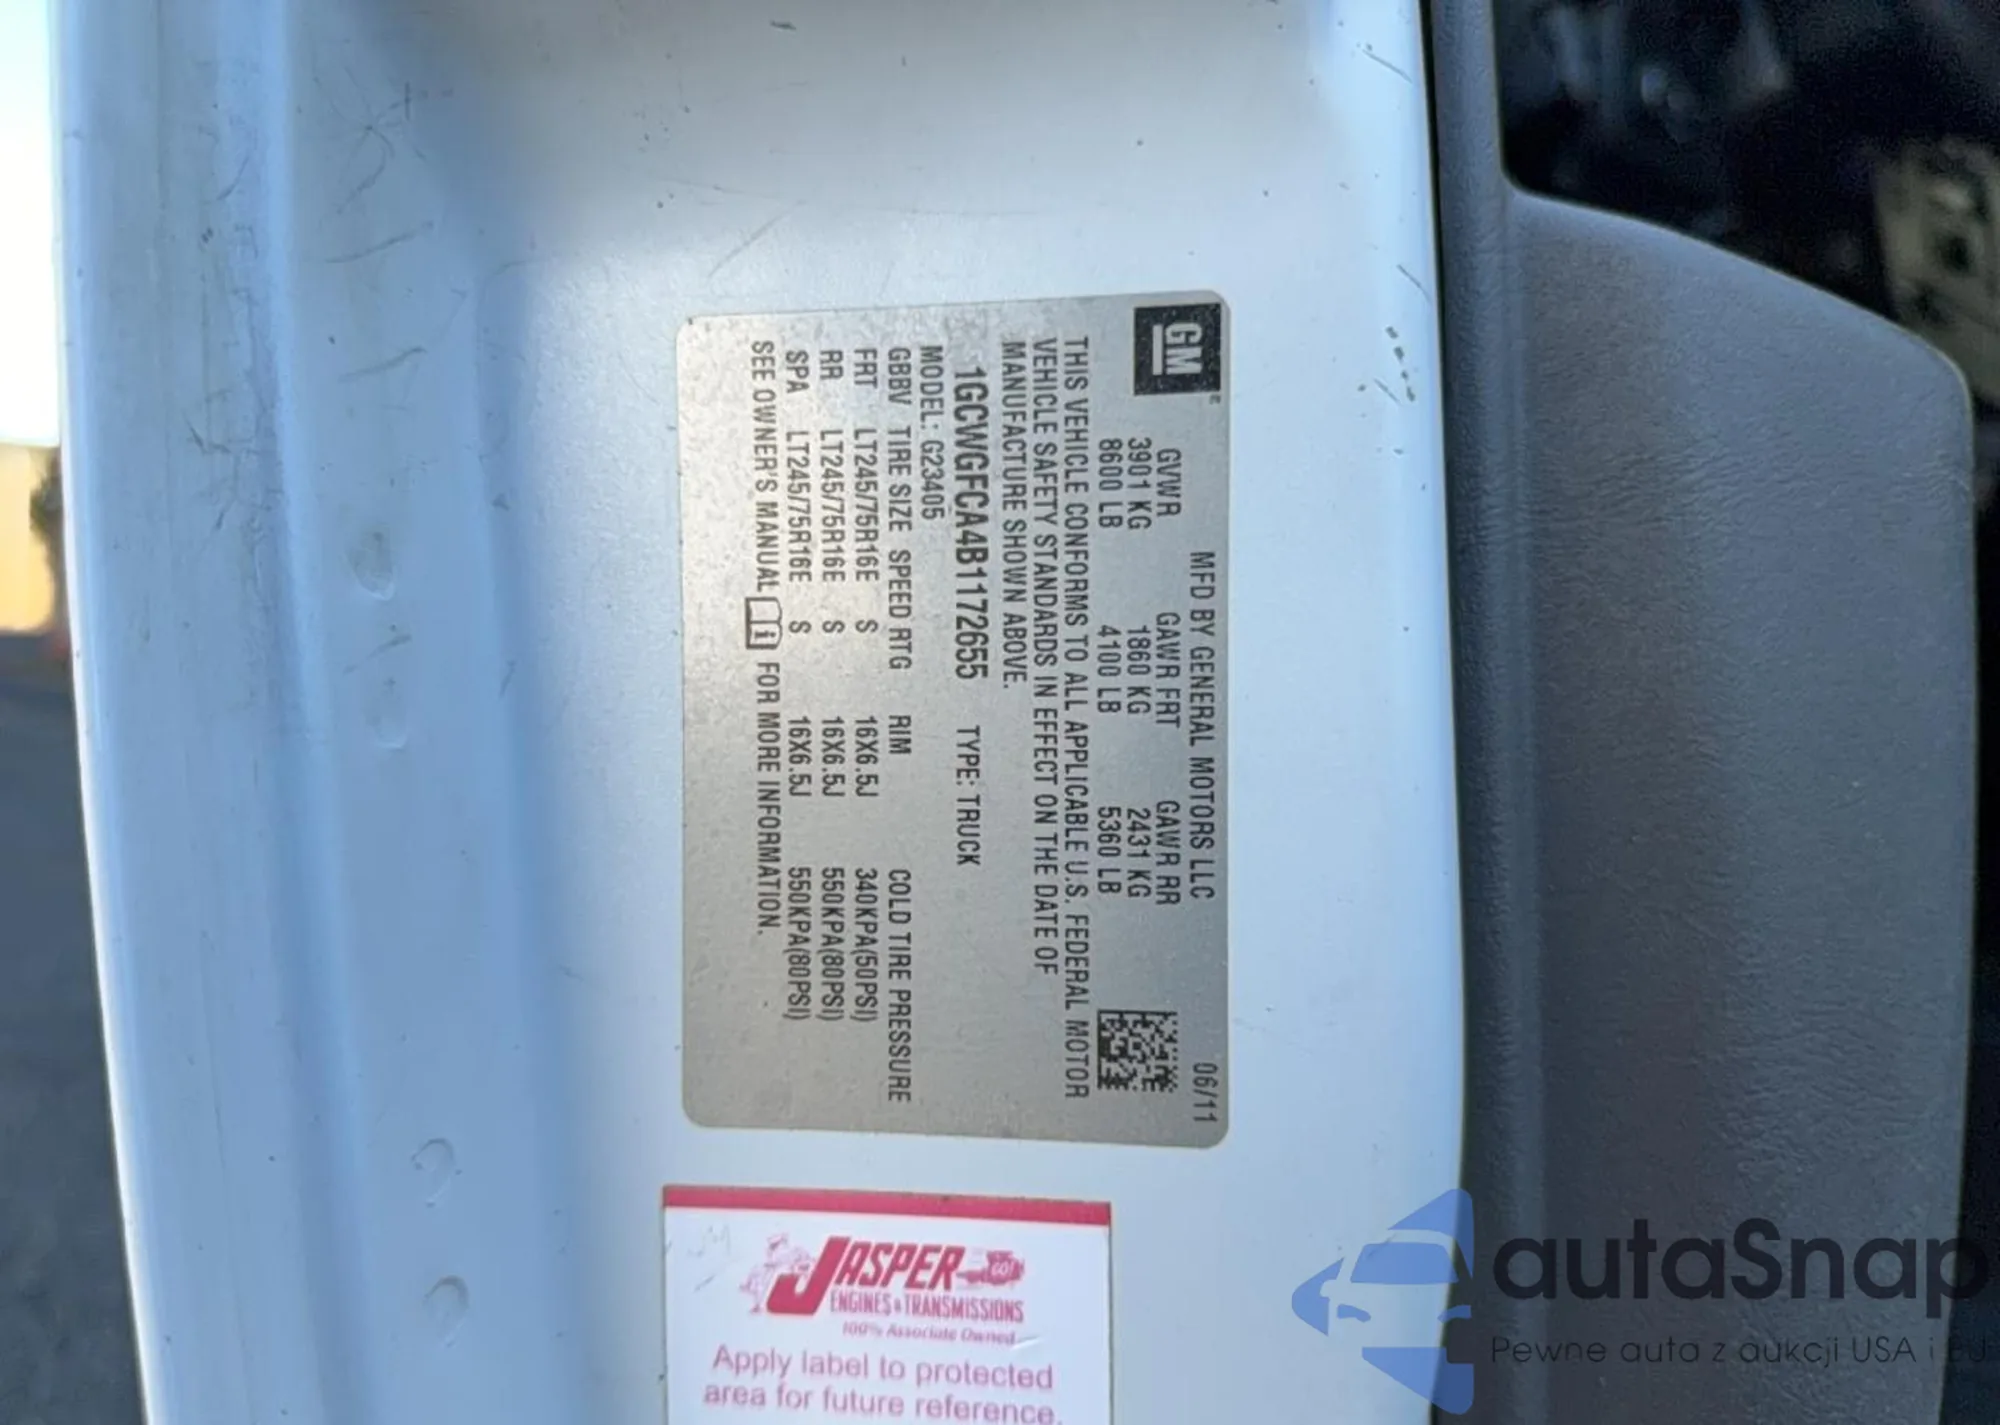 GM
MFD BY GENERAL MOTORS LLC 06/11
GVWR GAWR FRT GAWR RR
3901 KG 1860 KG 2431 KG
8600 LB 4100 LB 5360 LB
THIS VEHICLE CONFORMS TO ALL APPLICABLE U.S. FEDERAL MOTOR
VEHICLE SAFETY STANDARDS IN EFFECT ON THE DATE OF
MANUFACTURE SHOWN ABOVE.
1GCWGFCA4B1172655 TYPE: TRUCK
MODEL: G23405
GBBV TIRE SIZE SPEED RTG RIM COLD TIRE PRESSURE
FRT LT245/75R16E S 16X6.5J 340KPA(50PSI)
RR LT245/75R16E S 16X6.5J 550KPA(80PSI)
SPA LT245/75R16E S 16X6.5J 550KPA(80PSI)
SEE OWNER'S MANUAL i FOR MORE INFORMATION.
JASPER
ENGINES & TRANSMISSIONS
100% Associate Owned
Apply label to protected
area for future reference.
autaSnap
Pewne auta z aukcji USA i EU